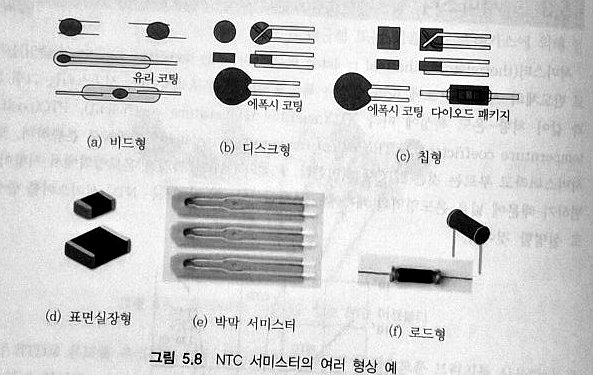 유리 코팅
에폭시 코팅
에폭시 코팅 다이오드 패키지
(a) 비드형
(b) 디스크형
(c) 칩형
(d) 표면실장형
(e) 박막 서미스터
(f) 로드형
그림 5.8 NTC 서미스터의 여러 형상 예